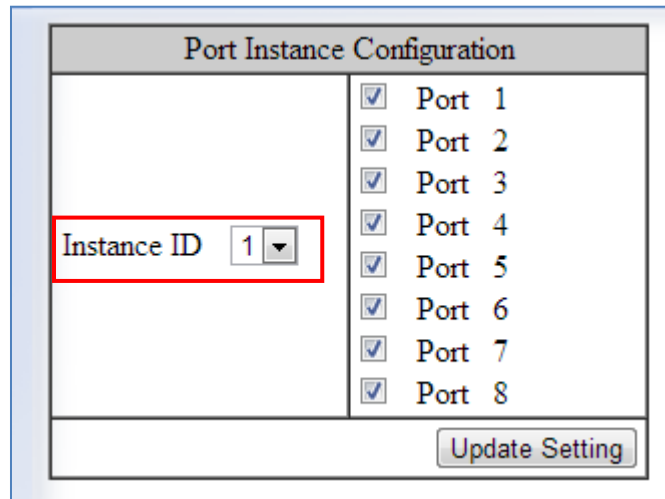 Port Instance Configuration
Port 1
Port 2
Port 3
Port 4
Instance ID 1
Port 5
Port 6
Port 7
Port 8
Update Setting